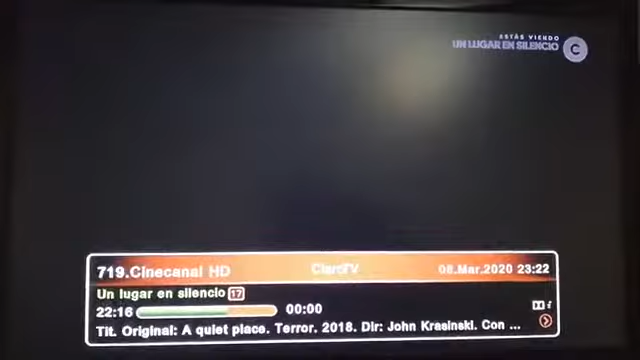 ESTÁS VIENDO
UN LUGAR EN SILENCIO
C
719.Cinecanal HD ClaroTV 08.Mar.2020 23:22
Un lugar en silencio 17
22:16 00:00
Tit. Original: A quiet place. Terror. 2018. Dir: John Krasinski. Con ...